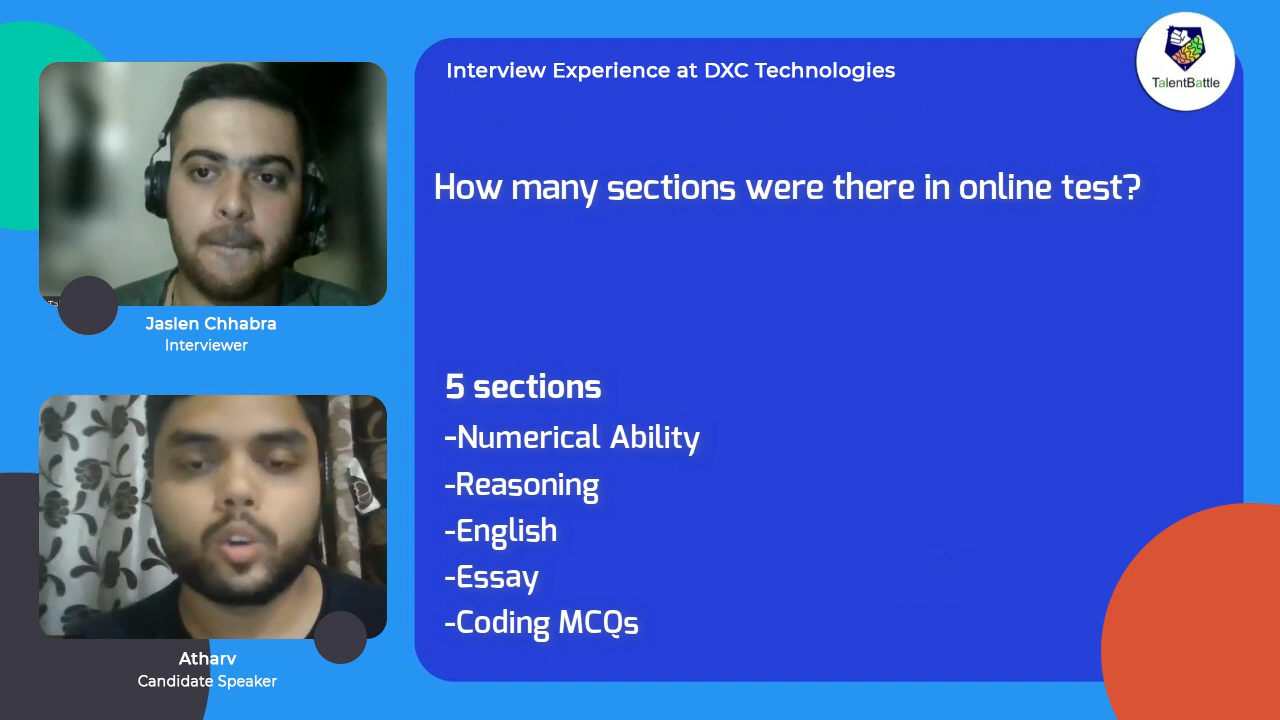 Interview Experience at DXC Technologies
TalentBattle
How many sections were there in online test?
Jaslen Chhabra
Interviewer
5 sections
-Numerical Ability
-Reasoning
-English
-Essay
-Coding MCQs
Atharv
Candidate Speaker